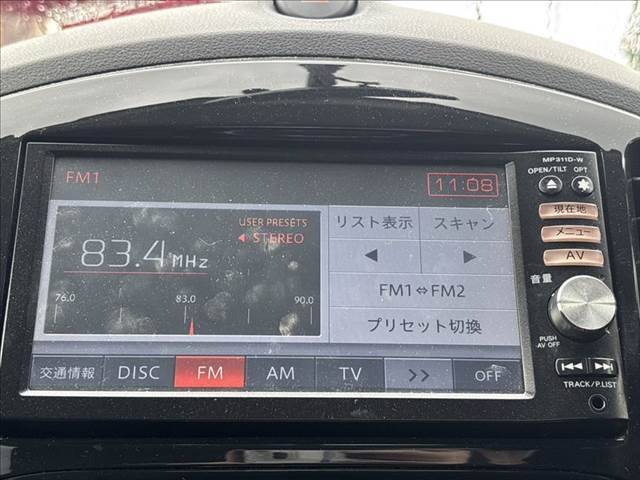 MP311D-W
OPEN/TILT OPT
FM1
11:08
現在地
メニュー
AV
USER PRESETS
STEREO
83.4 MHz
76.0 83.0 90.0
リスト表示 スキャン
◀ ▶
FM1⇔FM2
プリセット切換
音量
PUSH
AV OFF
交通情報 DISC FM AM TV >> OFF
TRACK/P.LIST